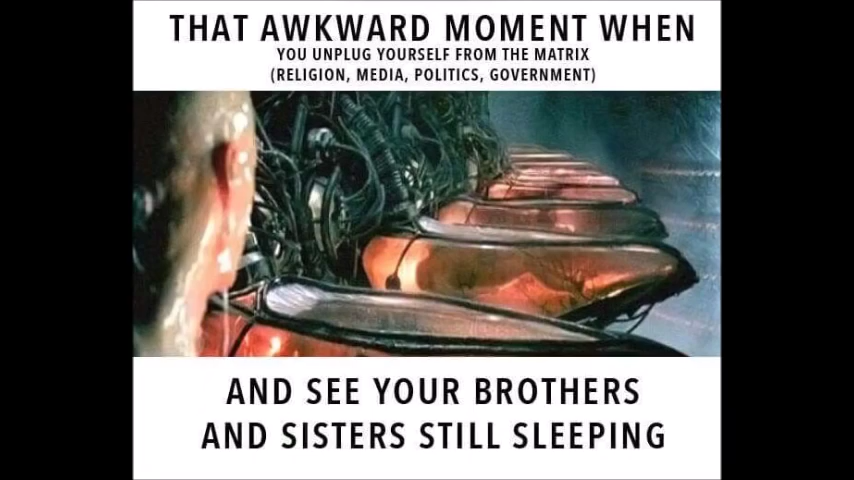 THAT AWKWARD MOMENT WHEN
YOU UNPLUG YOURSELF FROM THE MATRIX
(RELIGION, MEDIA, POLITICS, GOVERNMENT)
AND SEE YOUR BROTHERS
AND SISTERS STILL SLEEPING